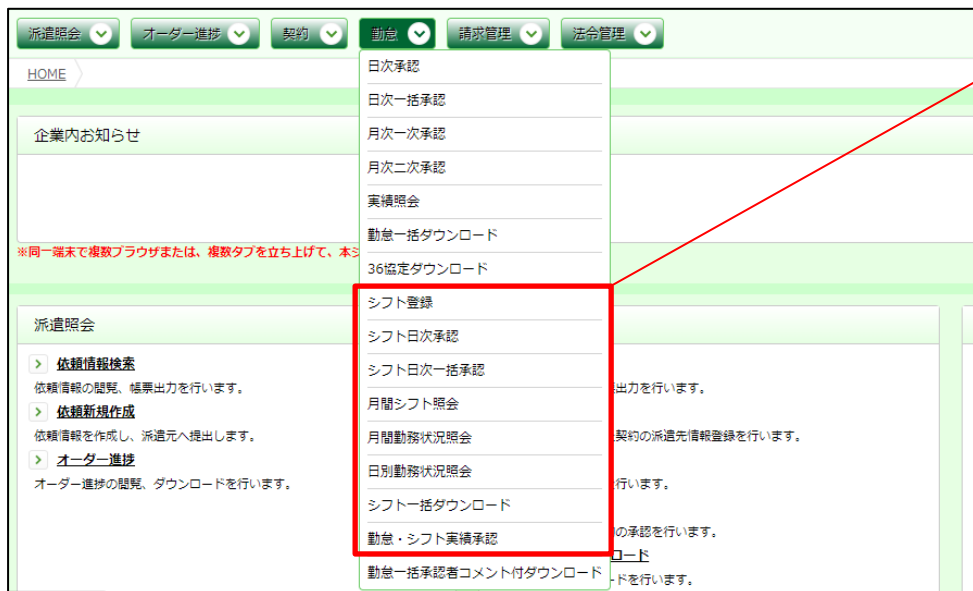 派遣照会 オーダー進捗 契約 勤怠 請求管理 法令管理
HOME
日次承認
日次一括承認
月次一次承認
月次二次承認
実績照会
勤怠一括ダウンロード
36協定ダウンロード
シフト登録
シフト日次承認
シフト日次一括承認
月間シフト照会
月間勤務状況照会
日別勤務状況照会
シフト一括ダウンロード
勤怠・シフト実績承認
勤怠一括承認者コメント付ダウンロード
企業内お知らせ
※同一端末で複数ブラウザまたは、複数タブを立ち上げて、本シ
派遣照会
依頼情報検索
依頼情報の閲覧、帳票出力を行います。
依頼新規作成
依頼情報を作成し、派遣元へ提出します。
オーダー進捗
オーダー進捗の閲覧、ダウンロードを行います。
出力を行います。
契約の派遣先情報登録を行います。
行います。
の承認を行います。
ロード
ドを行います。